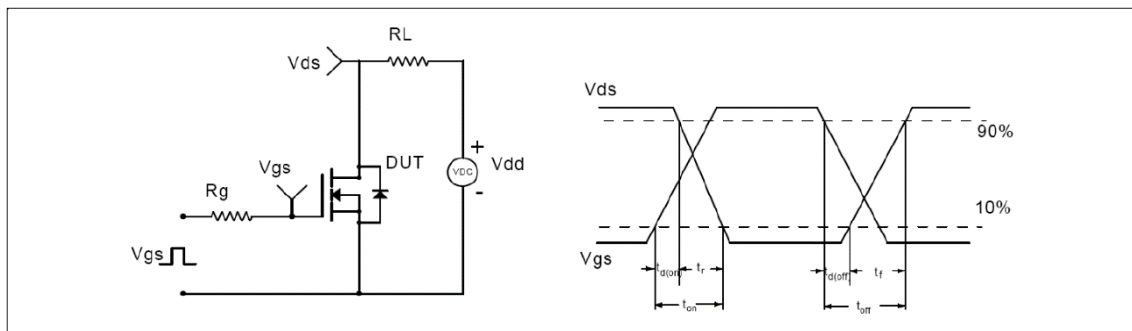 RL
Vds
Vgs
DUT
+
VDC
Vdd
-
Rg
Vgs
Vds
90%
10%
Vgs
td(on)
tr
td(off)
tf
ton
toff